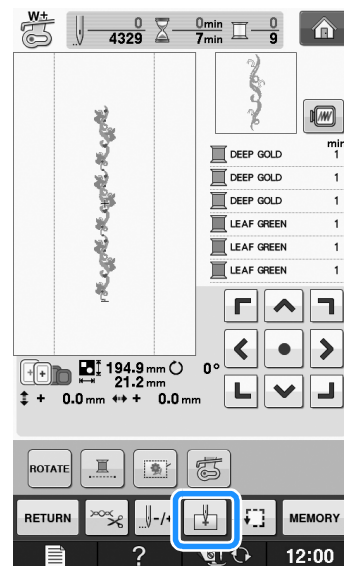 W+
0 0min 0
4329 7min 9
min
DEEP GOLD 1
DEEP GOLD 1
DEEP GOLD 1
LEAF GREEN 1
LEAF GREEN 1
LEAF GREEN 1
194.9 mm 0°
21.2 mm
+ 0.0 mm + 0.0 mm
ROTATE
RETURN -/+ MEMORY
? 12:00